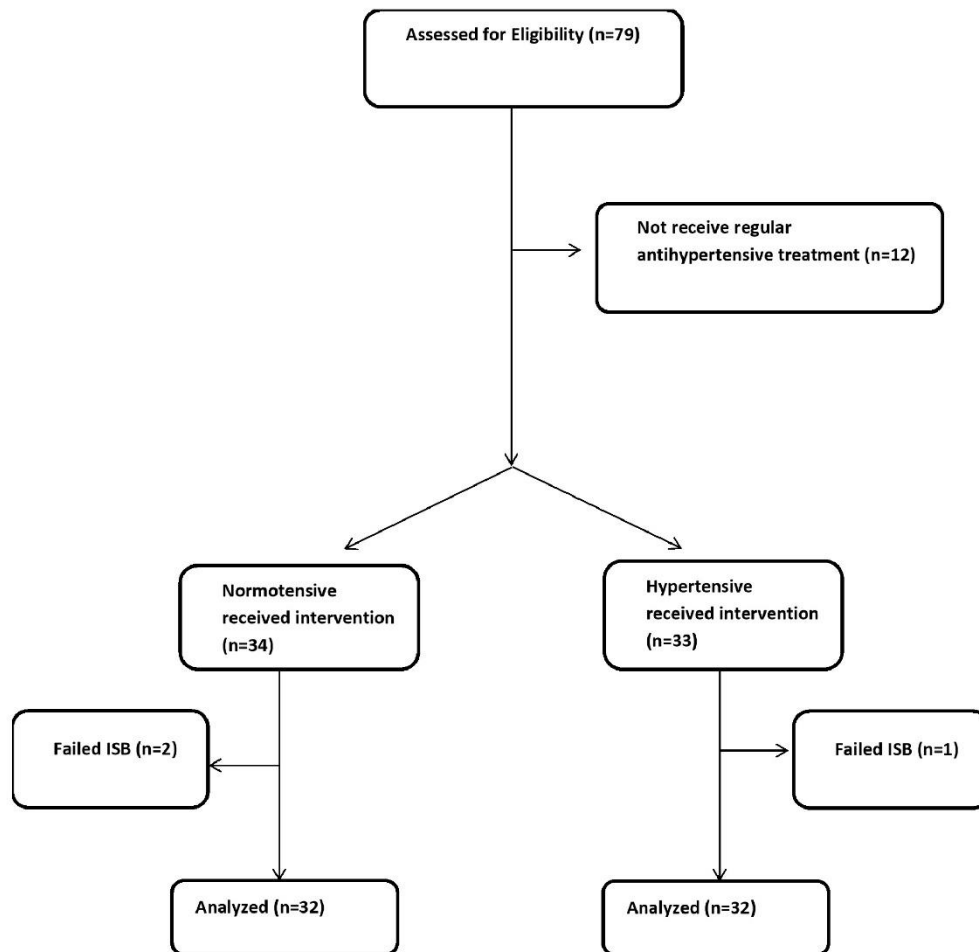 Assessed for Eligibility (n=79)
Not receive regular
antihypertensive treatment (n=12)
Normotensive
received intervention
(n=34)
Hypertensive
received intervention
(n=33)
Failed ISB (n=2)
Failed ISB (n=1)
Analyzed (n=32)
Analyzed (n=32)